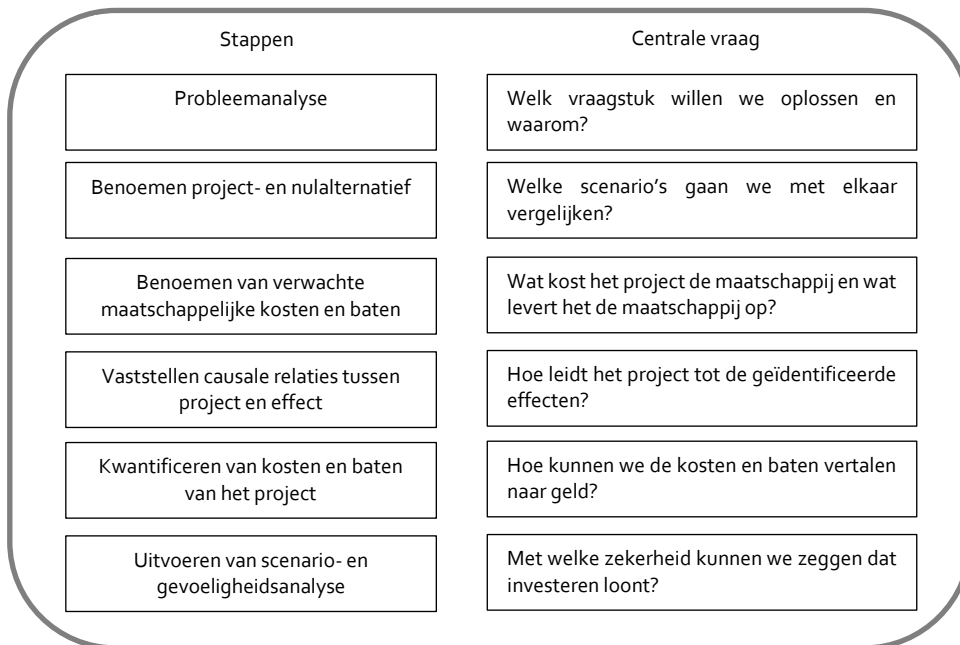 Stappen
Centrale vraag
Probleemanalyse
Welk vraagstuk willen we oplossen en
waarom?
Benoemen project- en nulalternatief
Welke scenario's gaan we met elkaar
vergelijken?
Benoemen van verwachte
maatschappelijke kosten en baten
Wat kost het project de maatschappij en wat
levert het de maatschappij op?
Vaststellen causale relaties tussen
project en effect
Hoe leidt het project tot de geïdentificeerde
effecten?
Kwantificeren van kosten en baten
van het project
Hoe kunnen we de kosten en baten vertalen
naar geld?
Uitvoeren van scenario- en
gevoeligheidsanalyse
Met welke zekerheid kunnen we zeggen dat
investeren loont?